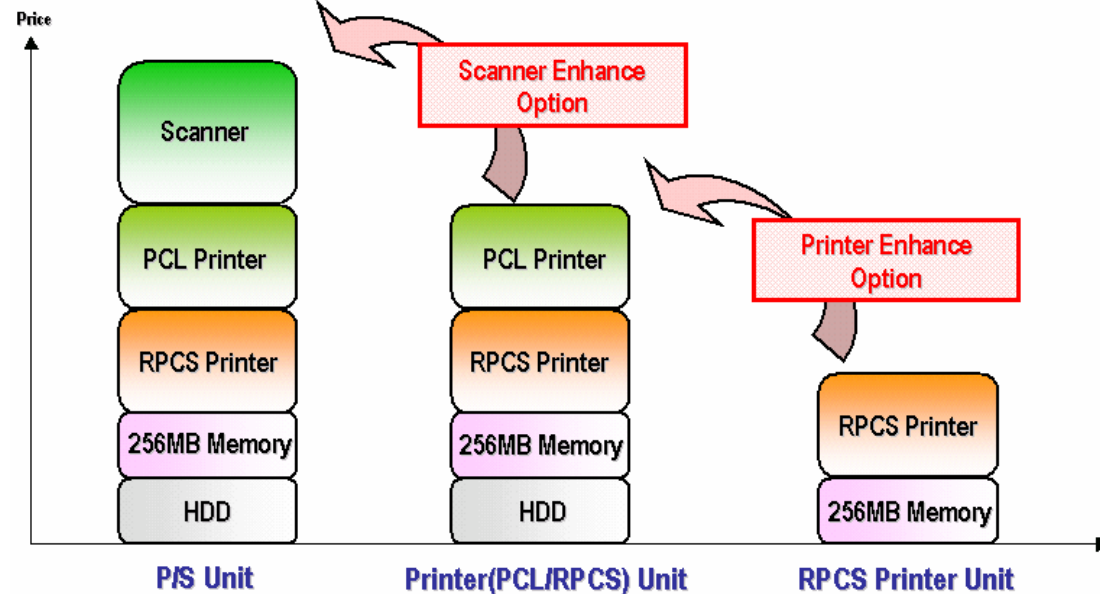 Price
Scanner
PCL Printer
RPCS Printer
256MB Memory
HDD
P/S Unit
Scanner Enhance
Option
PCL Printer
RPCS Printer
256MB Memory
HDD
Printer(PCL/RPCS) Unit
Printer Enhance
Option
RPCS Printer
256MB Memory
RPCS Printer Unit